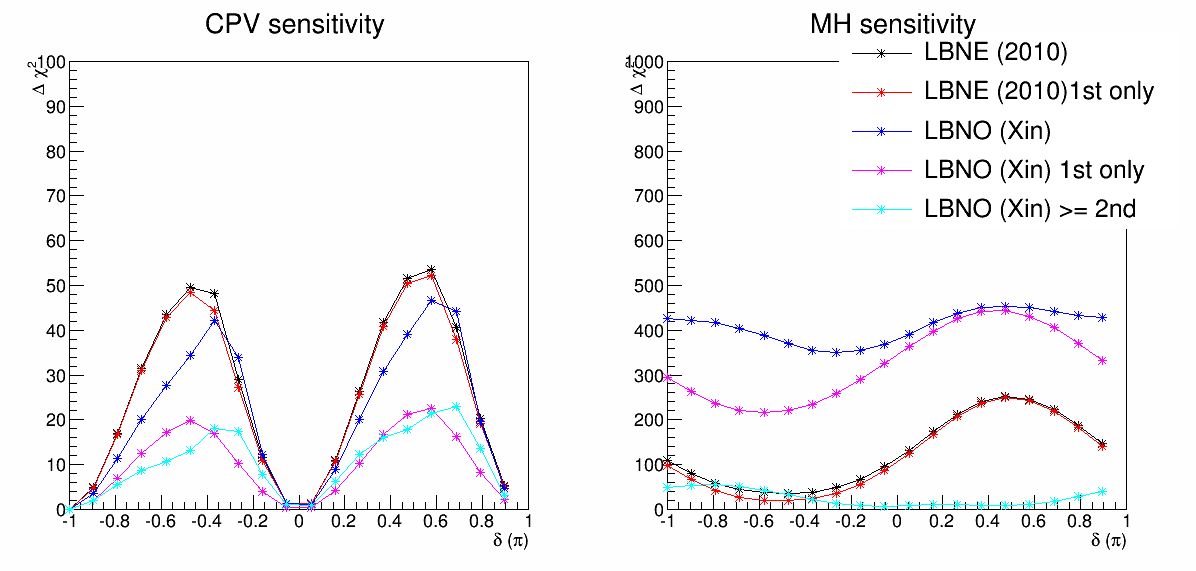 CPV sensitivity
Δ χ²
100
90
80
70
60
50
40
30
20
10
0
-1 -0.8 -0.6 -0.4 -0.2 0 0.2 0.4 0.6 0.8 1
δ (π)
MH sensitivity
Δ χ²
1000
900
800
700
600
500
400
300
200
100
0
-1 -0.8 -0.6 -0.4 -0.2 0 0.2 0.4 0.6 0.8 1
δ (π)
LBNE (2010)
LBNE (2010)1st only
LBNO (Xin)
LBNO (Xin) 1st only
LBNO (Xin) >= 2nd